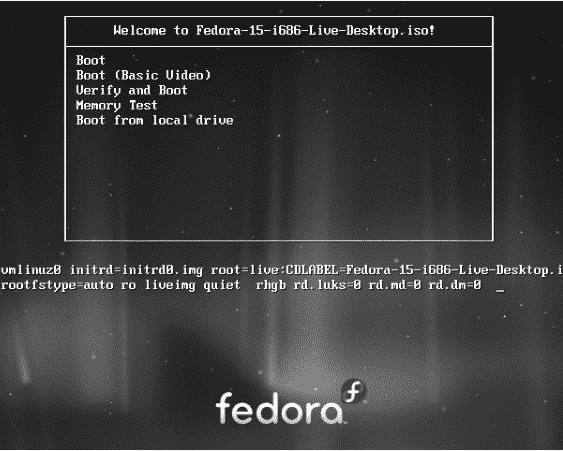 Welcome to Fedora-15-i686-Live-Desktop.iso!
Boot
Boot (Basic Video)
Verify and Boot
Memory Test
Boot from local drive
vmlinuz0 initrd=initrd0.img root=live:CDLABEL=Fedora-15-i686-Live-Desktop.i
rootfstype=auto ro liveimg quiet  rhgb rd.luks=0 rd.md=0 rd.dm=0  _
fedora